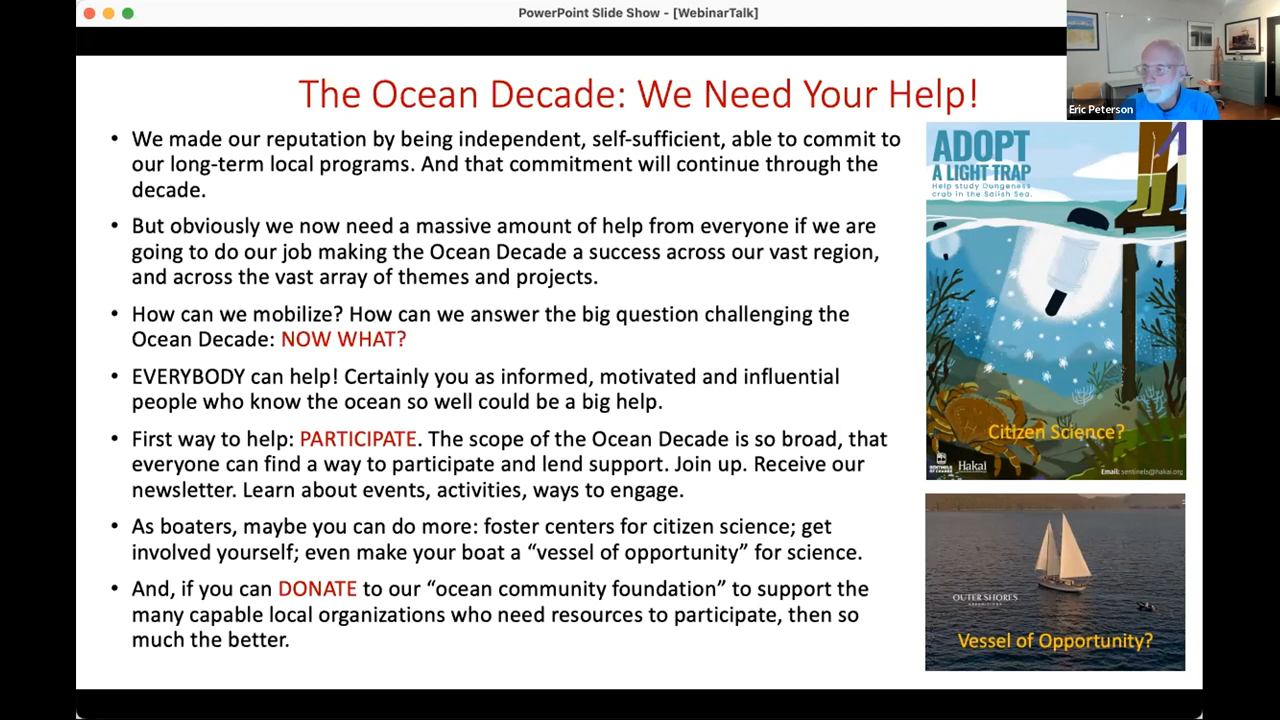 PowerPoint Slide Show - [WebinarTalk]
Eric Peterson
The Ocean Decade: We Need Your Help!
• We made our reputation by being independent, self-sufficient, able to commit to
our long-term local programs. And that commitment will continue through the
decade.
• But obviously we now need a massive amount of help from everyone if we are
going to do our job making the Ocean Decade a success across our vast region,
and across the vast array of themes and projects.
• How can we mobilize? How can we answer the big question challenging the
Ocean Decade: NOW WHAT?
• EVERYBODY can help! Certainly you as informed, motivated and influential
people who know the ocean so well could be a big help.
• First way to help: PARTICIPATE. The scope of the Ocean Decade is so broad, that
everyone can find a way to participate and lend support. Join up. Receive our
newsletter. Learn about events, activities, ways to engage.
• As boaters, maybe you can do more: foster centers for citizen science; get
involved yourself; even make your boat a “vessel of opportunity” for science.
• And, if you can DONATE to our “ocean community foundation” to support the
many capable local organizations who need resources to participate, then so
much the better.
ADOPT
A LIGHT TRAP
Help study Dungeness
crab in the Salish Sea.
Citizen Science?
SENTINELS
OF CHANGE
Hakai
Email: sentinels@hakai.org
OUTER SHORES
EXPEDITIONS
Vessel of Opportunity?